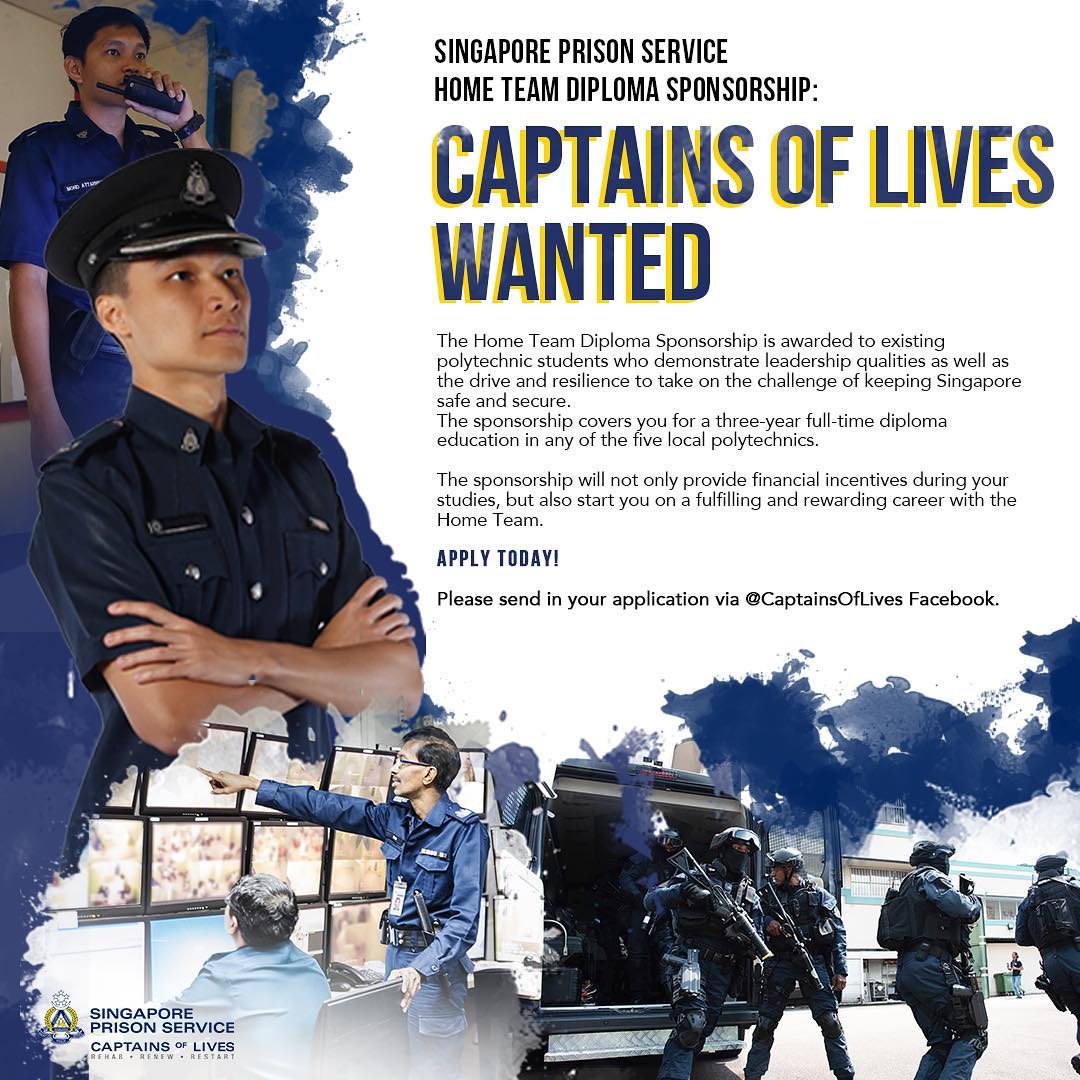 SINGAPORE PRISON SERVICE
HOME TEAM DIPLOMA SPONSORSHIP:
CAPTAINS OF LIVES
WANTED
The Home Team Diploma Sponsorship is awarded to existing
polytechnic students who demonstrate leadership qualities as well as
the drive and resilience to take on the challenge of keeping Singapore
safe and secure.
The sponsorship covers you for a three-year full-time diploma
education in any of the five local polytechnics.
The sponsorship will not only provide financial incentives during your
studies, but also start you on a fulfilling and rewarding career with the
Home Team.
APPLY TODAY!
Please send in your application via @CaptainsOfLives Facebook.
SINGAPORE
PRISON SERVICE
CAPTAINS OF LIVES
REHAB • RENEW • RESTART